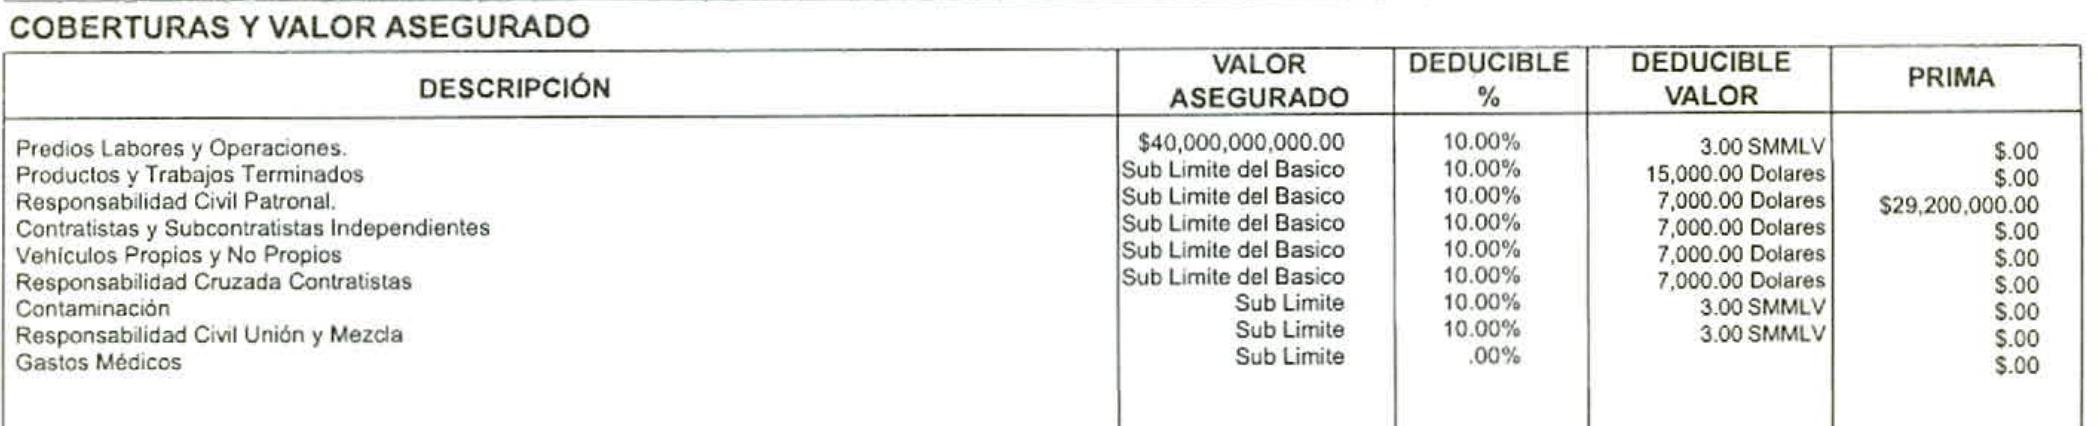 COBERTURAS Y VALOR ASEGURADO
DESCRIPCIÓN VALOR ASEGURADO DEDUCIBLE % DEDUCIBLE VALOR PRIMA
Predios Labores y Operaciones. $40,000,000,000.00 10.00% 3.00 SMMLV $.00
Productos y Trabajos Terminados Sub Limite del Basico 10.00% 15,000.00 Dolares $.00
Responsabilidad Civil Patronal. Sub Limite del Basico 10.00% 7,000.00 Dolares $29,200,000.00
Contratistas y Subcontratistas Independientes Sub Limite del Basico 10.00% 7,000.00 Dolares $.00
Vehículos Propios y No Propios Sub Limite del Basico 10.00% 7,000.00 Dolares $.00
Responsabilidad Cruzada Contratistas Sub Limite del Basico 10.00% 7,000.00 Dolares $.00
Contaminación Sub Limite 10.00% 3.00 SMMLV $.00
Responsabilidad Civil Unión y Mezcla Sub Limite 10.00% 3.00 SMMLV $.00
Gastos Médicos Sub Limite .00% $.00